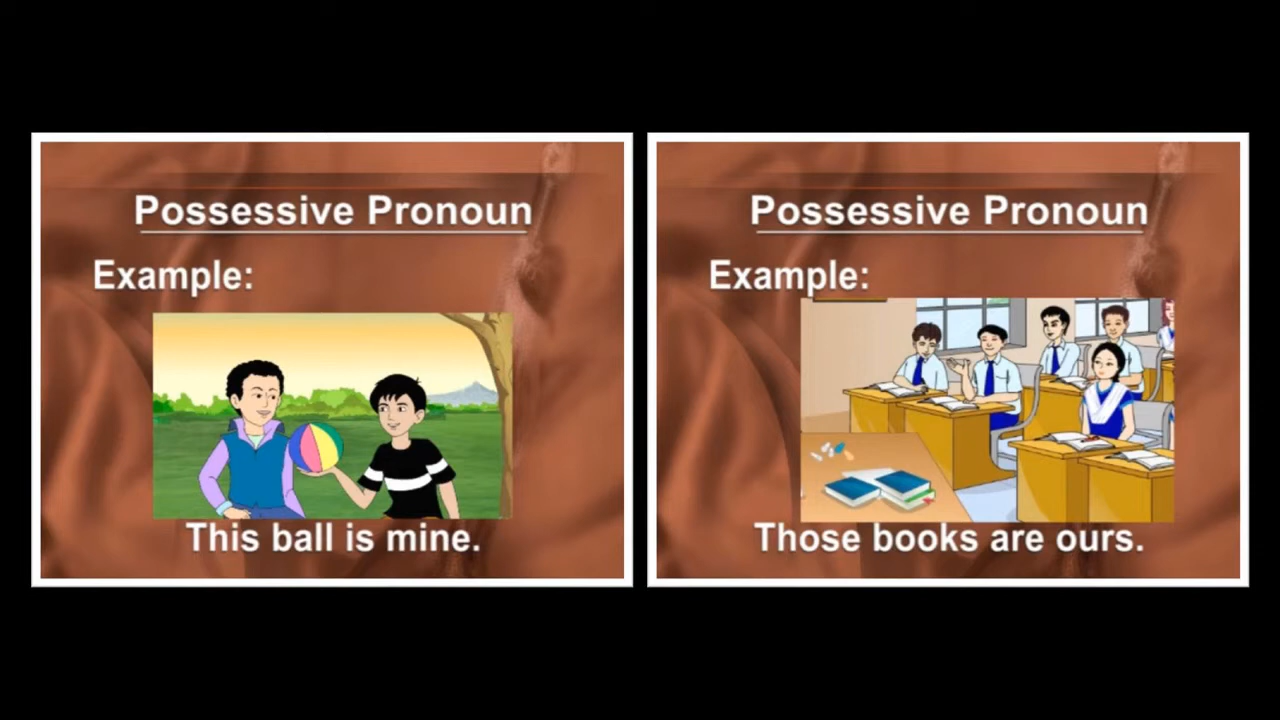 Possessive Pronoun
Example:
This ball is mine.
Possessive Pronoun
Example:
Those books are ours.